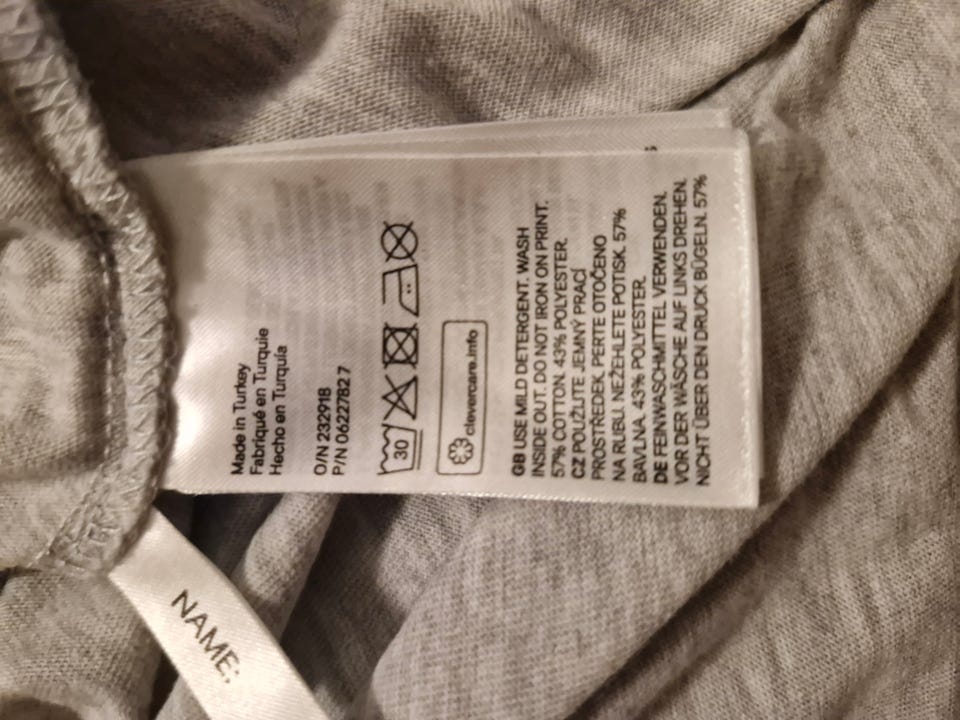 Made in Turkey
Fabriqué en Turquie
Hecho en Turquía
O/N 232918
P/N 06227827
30
clevercare.info
GB USE MILD DETERGENT. WASH
INSIDE OUT. DO NOT IRON ON PRINT.
57% COTTON. 43% POLYESTER.
CZ POUŽIJTE JEMNÝ PRACÍ
PROSTŘEDEK. PERTE OTOČENO
NA RUBU. NEŽEHLETE POTISK. 57%
BAVLNA. 43% POLYESTER.
DE FEINWASCHMITTEL VERWENDEN.
VOR DER WÄSCHE AUF LINKS DREHEN.
NICHT ÜBER DEN DRUCK BÜGELN. 57%
NAME: